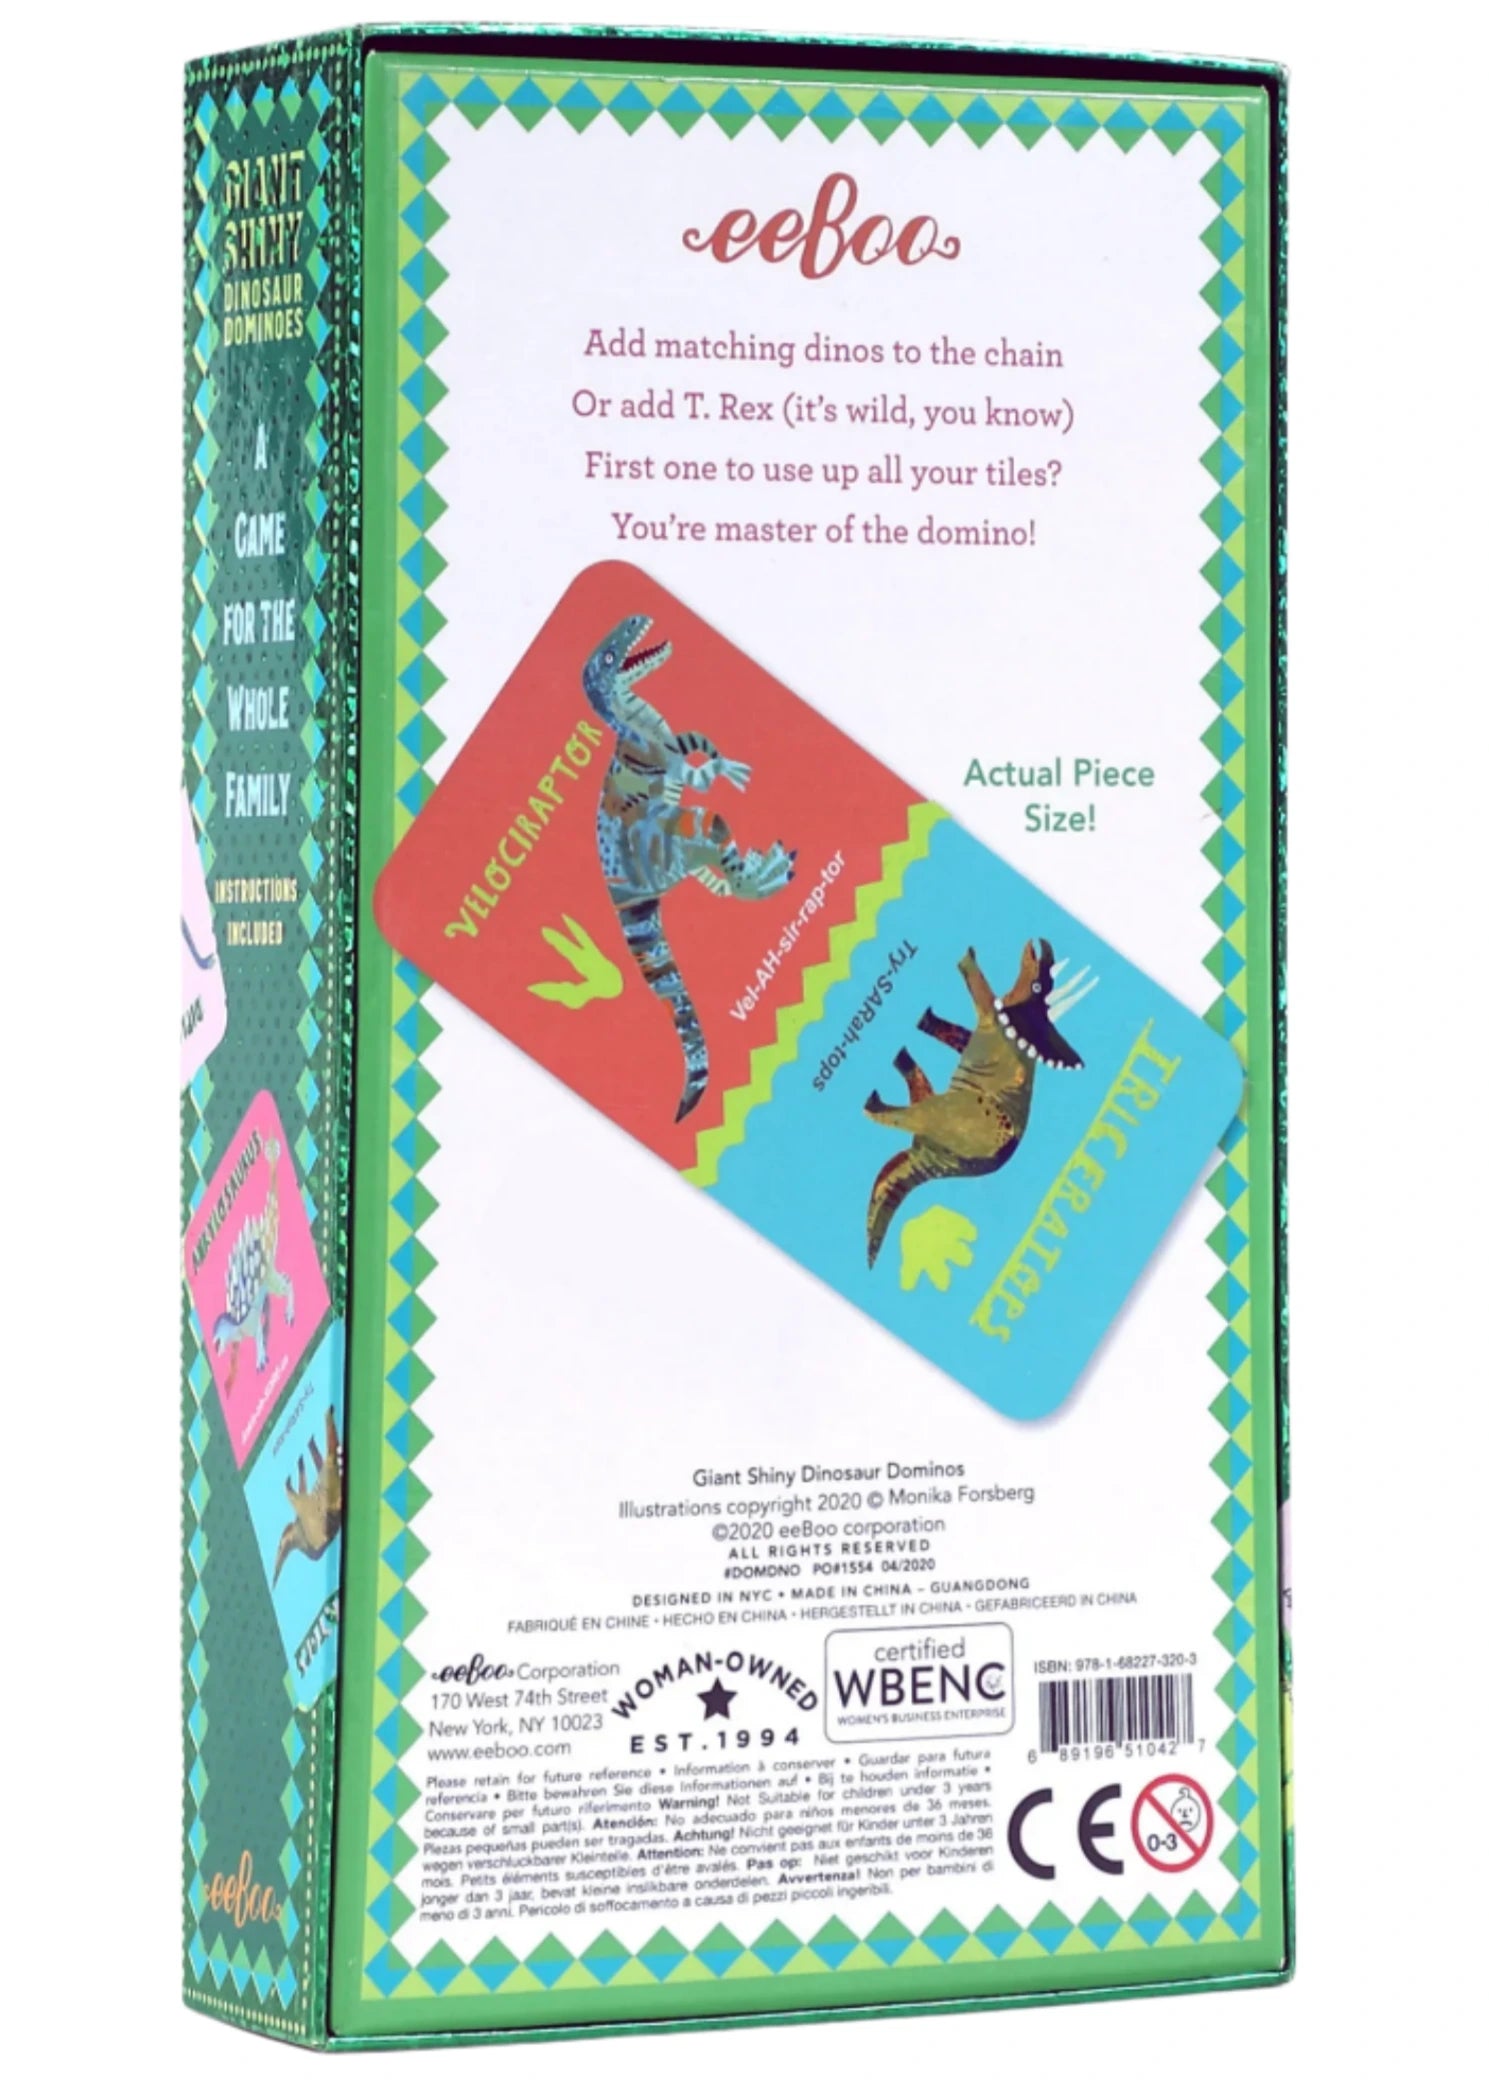 GIANT
SHINY
DINOSAUR
DOMINOES
A
GAME
FOR THE
WHOLE
FAMILY
INSTRUCTIONS
INCLUDED
ANKYLOSAURUS
eeBoo
eeBoo
Add matching dinos to the chain
Or add T. Rex (it's wild, you know)
First one to use up all your tiles?
You're master of the domino!
VELOCIRAPTOR
Vel-AH-sir-rap-tor
Actual Piece
Size!
Try-SARah-tops
TRICERATOPS
Giant Shiny Dinosaur Dominos
Illustrations copyright 2020 © Monika Forsberg
©2020 eeBoo corporation
ALL RIGHTS RESERVED
#DOMDNO PO#1554 04/2020
DESIGNED IN NYC • MADE IN CHINA – GUANGDONG
FABRIQUÉ EN CHINE • HECHO EN CHINA • HERGESTELLT IN CHINA • GEFABRICEERD IN CHINA
eeBoo Corporation
170 West 74th Street
New York, NY 10023
www.eeboo.com
WOMAN-OWNED
EST. 1994
certified
WBENC
WOMEN'S BUSINESS ENTERPRISE
ISBN: 978-1-68227-320-3
6 89196 51042 7
Please retain for future reference • Information à conserver • Guardar para futura
referencia • Bitte bewahren Sie diese Informationen auf • Bij te houden informatie •
Conservare per futuro riferimento Warning! Not Suitable for children under 3 years
because of small part(s). Atención: No adecuado para niños menores de 36 meses.
Piezas pequeñas pueden ser tragadas. Achtung! Nicht geeignet für Kinder unter 3 Jahren
wegen verschluckbarer Kleinteile. Attention: Ne convient pas aux enfants de moins de 36
mois. Petits éléments susceptibles d'être avalés. Pas op: Niet geschikt voor Kinderen
jonger dan 3 jaar, bevat kleine inslikbare onderdelen. Avvertenza! Non per bambini di
meno di 3 anni. Pericolo di soffocamento a causa di pezzi piccoli ingeribili.
CE
0-3